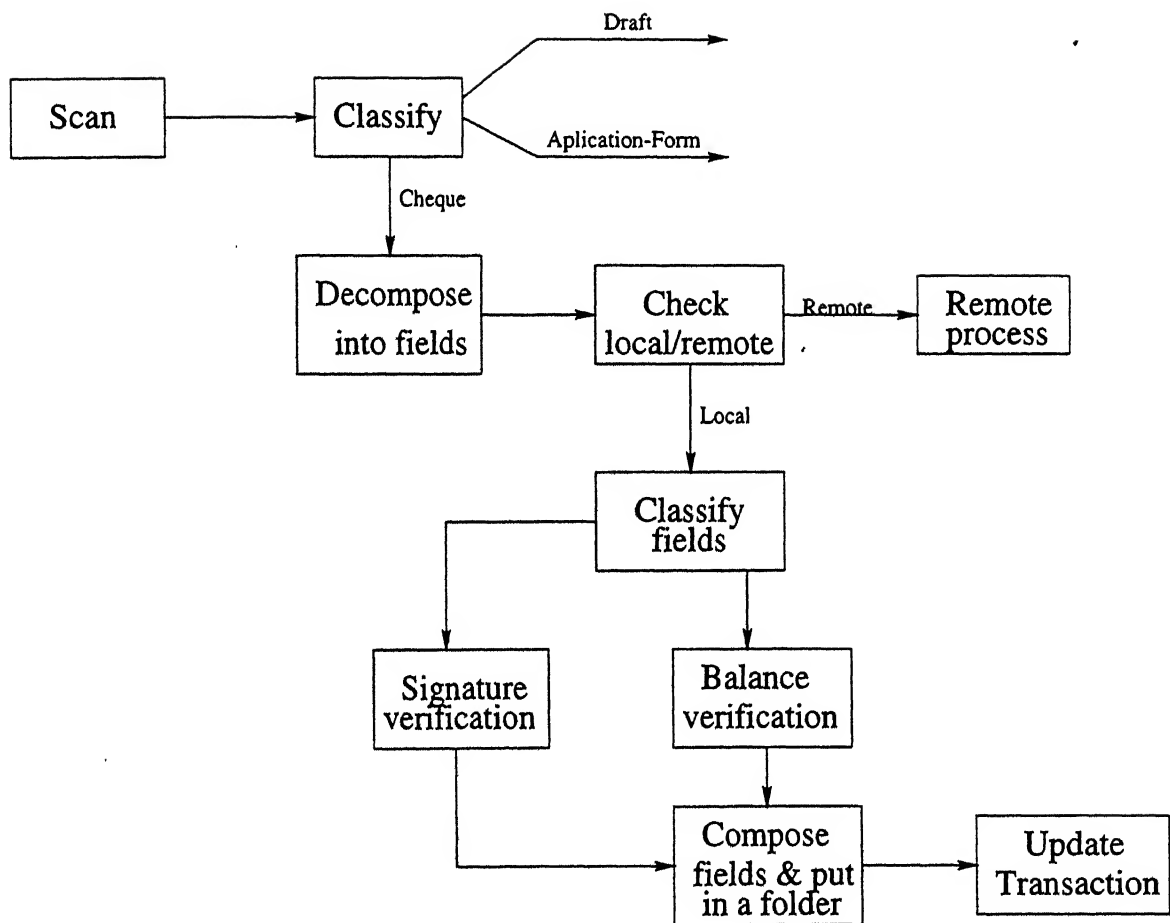 Draft
Scan
Classify
Aplication-Form
Cheque
Decompose
into fields
Check
local/remote
Remote
Remote
process
Local
Classify
fields
Signature
verification
Balance
verification
Compose
fields & put
in a folder
Update
Transaction